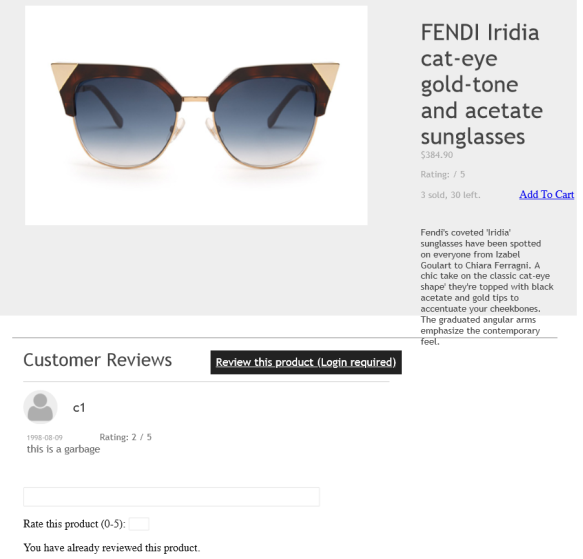 FENDI Iridia
cat-eye
gold-tone
and acetate
sunglasses
$384.90
Rating: / 5
3 sold, 30 left.
Add To Cart
Fendi's coveted 'Iridia'
sunglasses have been spotted
on everyone from Izabel
Goulart to Chiara Ferragni. A
chic take on the classic cat-eye
shape' they're topped with black
acetate and gold tips to
accentuate your cheekbones.
The graduated angular arms
emphasize the contemporary
feel.
Customer Reviews
Review this product (Login required)
c1
1998-08-09 Rating: 2 / 5
this is a garbage
Rate this product (0-5):
You have already reviewed this product.